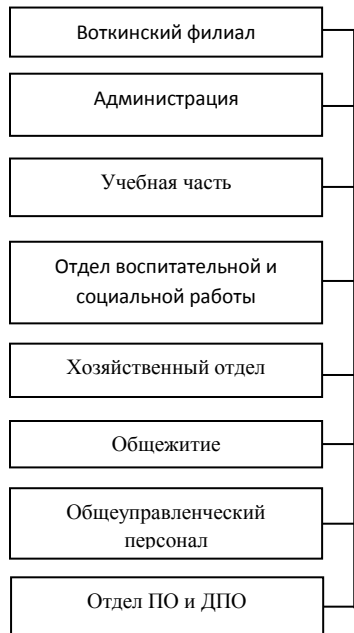 Воткинский филиал
Администрация
Учебная часть
Отдел воспитательной и
социальной работы
Хозяйственный отдел
Общежитие
Общеуправленческий
персонал
Отдел ПО и ДПО